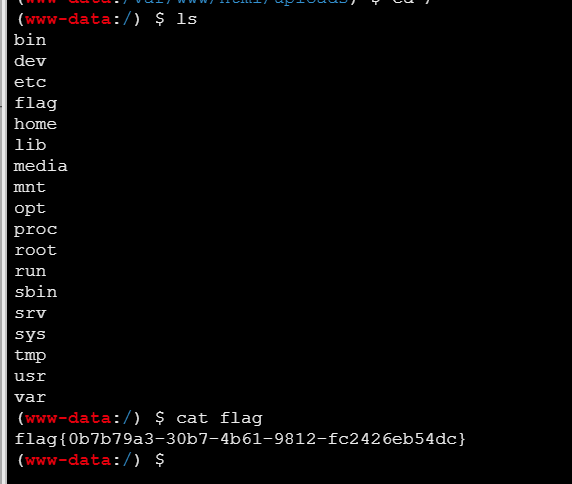 (www-data:/var/www/html/uploads) $ cd /
(www-data:/) $ ls
bin
dev
etc
flag
home
lib
media
mnt
opt
proc
root
run
sbin
srv
sys
tmp
usr
var
(www-data:/) $ cat flag
flag{0b7b79a3-30b7-4b61-9812-fc2426eb54dc}
(www-data:/) $